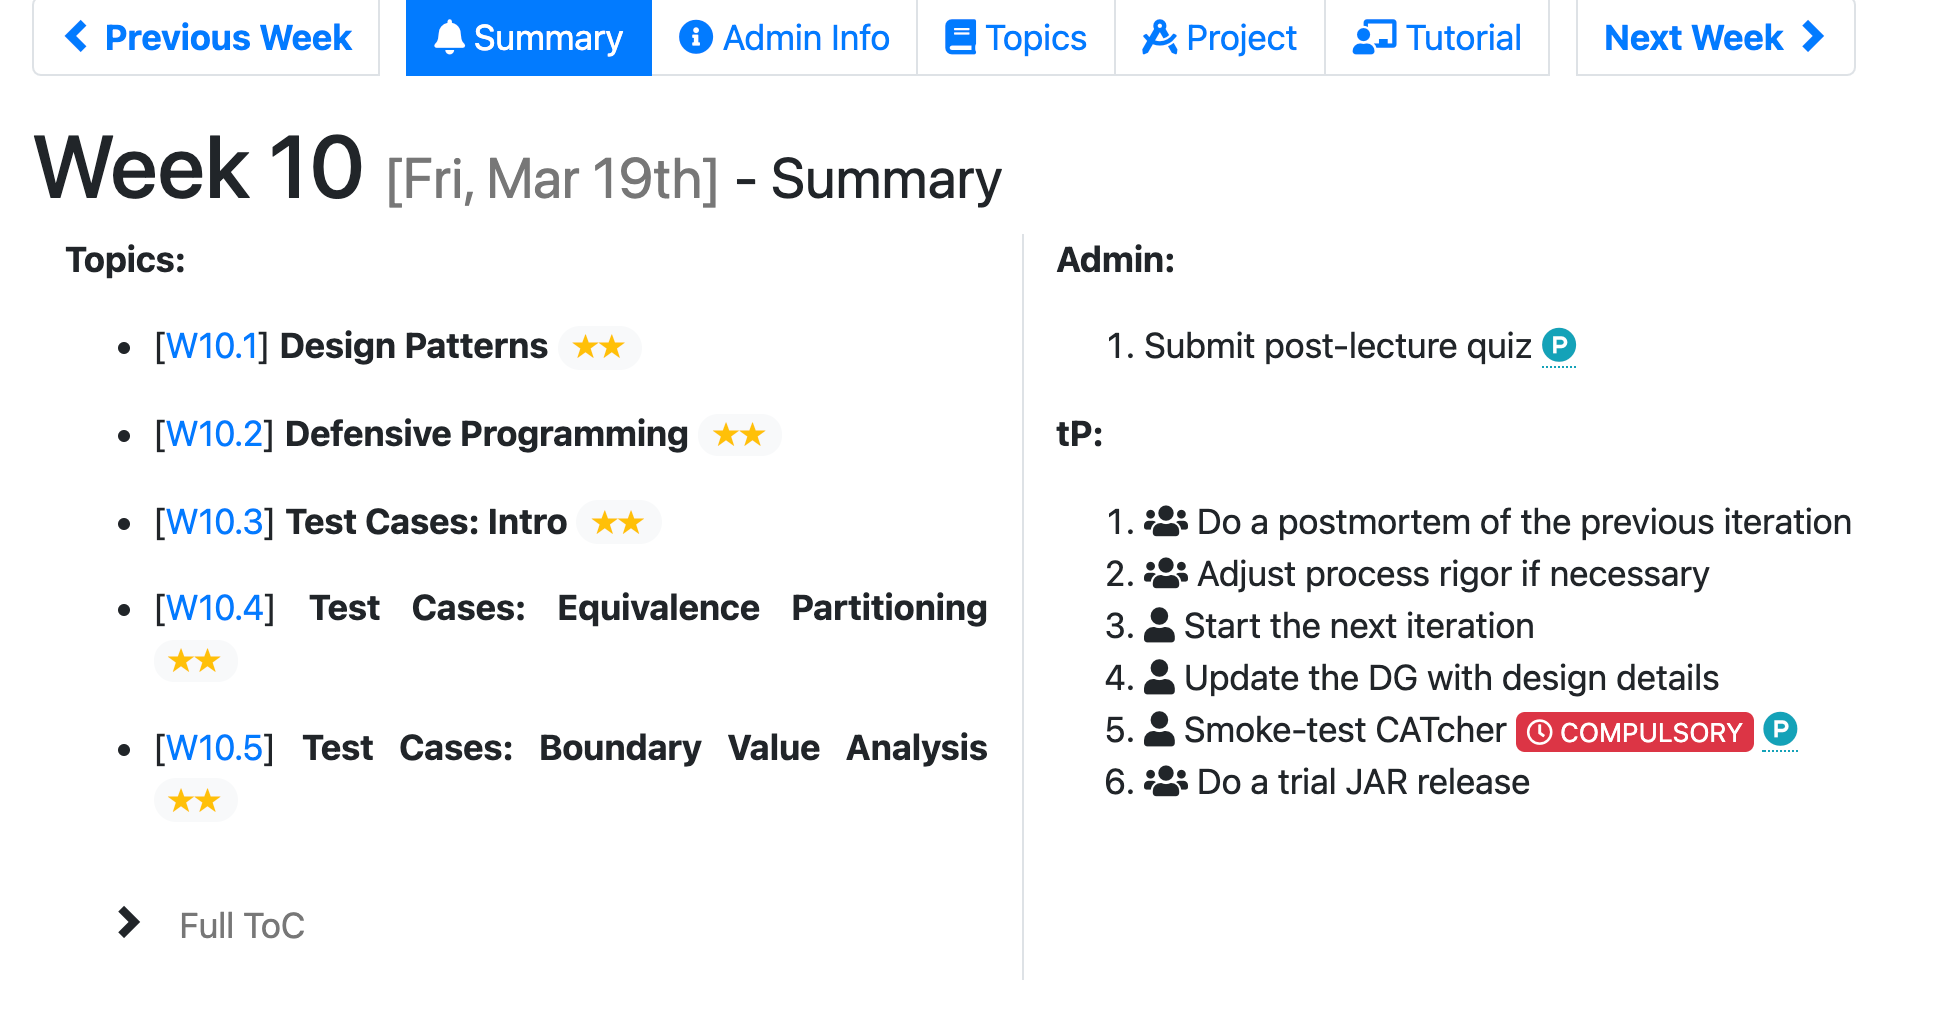 Previous Week
Summary
Admin Info
Topics
Project
Tutorial
Next Week
Week 10 [Fri, Mar 19th] - Summary
Topics:
[W10.1] Design Patterns
[W10.2] Defensive Programming
[W10.3] Test Cases: Intro
[W10.4] Test Cases: Equivalence Partitioning
[W10.5] Test Cases: Boundary Value Analysis
Full ToC
Admin:
1. Submit post-lecture quiz P
tP:
1. Do a postmortem of the previous iteration
2. Adjust process rigor if necessary
3. Start the next iteration
4. Update the DG with design details
5. Smoke-test CATcher COMPULSORY P
6. Do a trial JAR release